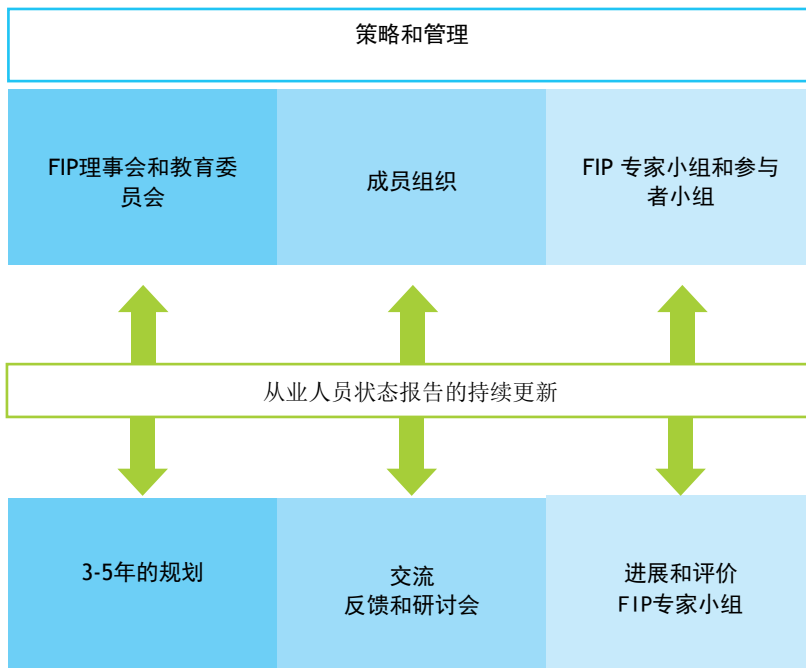 策略和管理
FIP理事会和教育委
员会
成员组织
FIP 专家小组和参与
者小组
从业人员状态报告的持续更新
3-5年的规划
交流
反馈和研讨会
进展和评价
FIP专家小组